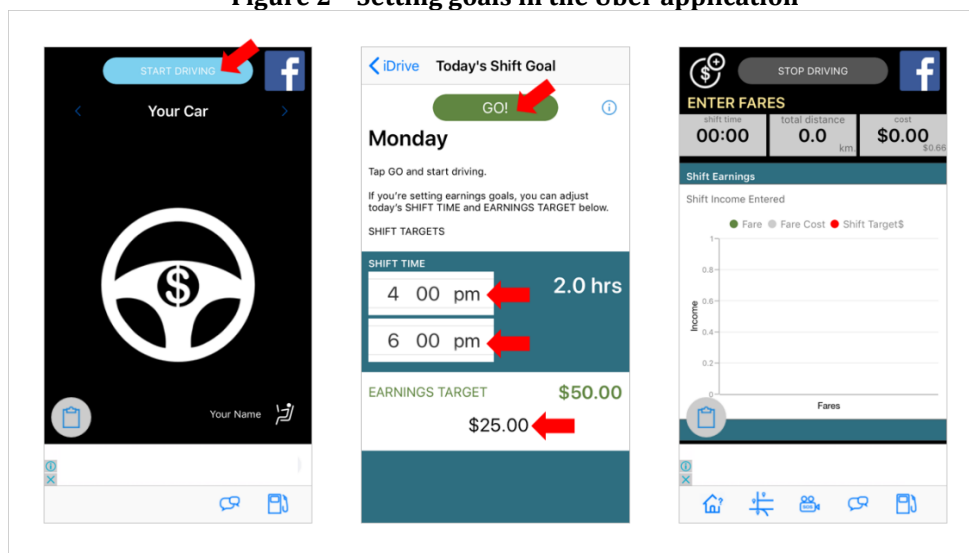 Figure 2 – Setting goals in the Uber application
START DRIVING
f
Your Car
$
Your Name
iDrive Today's Shift Goal
GO!
Monday
Tap GO and start driving.
If you're setting earnings goals, you can adjust
today's SHIFT TIME and EARNINGS TARGET below.
SHIFT TARGETS
SHIFT TIME
4 00 pm
2.0 hrs
6 00 pm
EARNINGS TARGET $50.00
$25.00
$
STOP DRIVING
f
ENTER FARES
shift time total distance cost
00:00 0.0 $0.00
km. $0.66
Shift Earnings
Shift Income Entered
Fare Fare Cost Shift Target$
1
0.8
0.6
0.4
0.2
0
Income
Fares